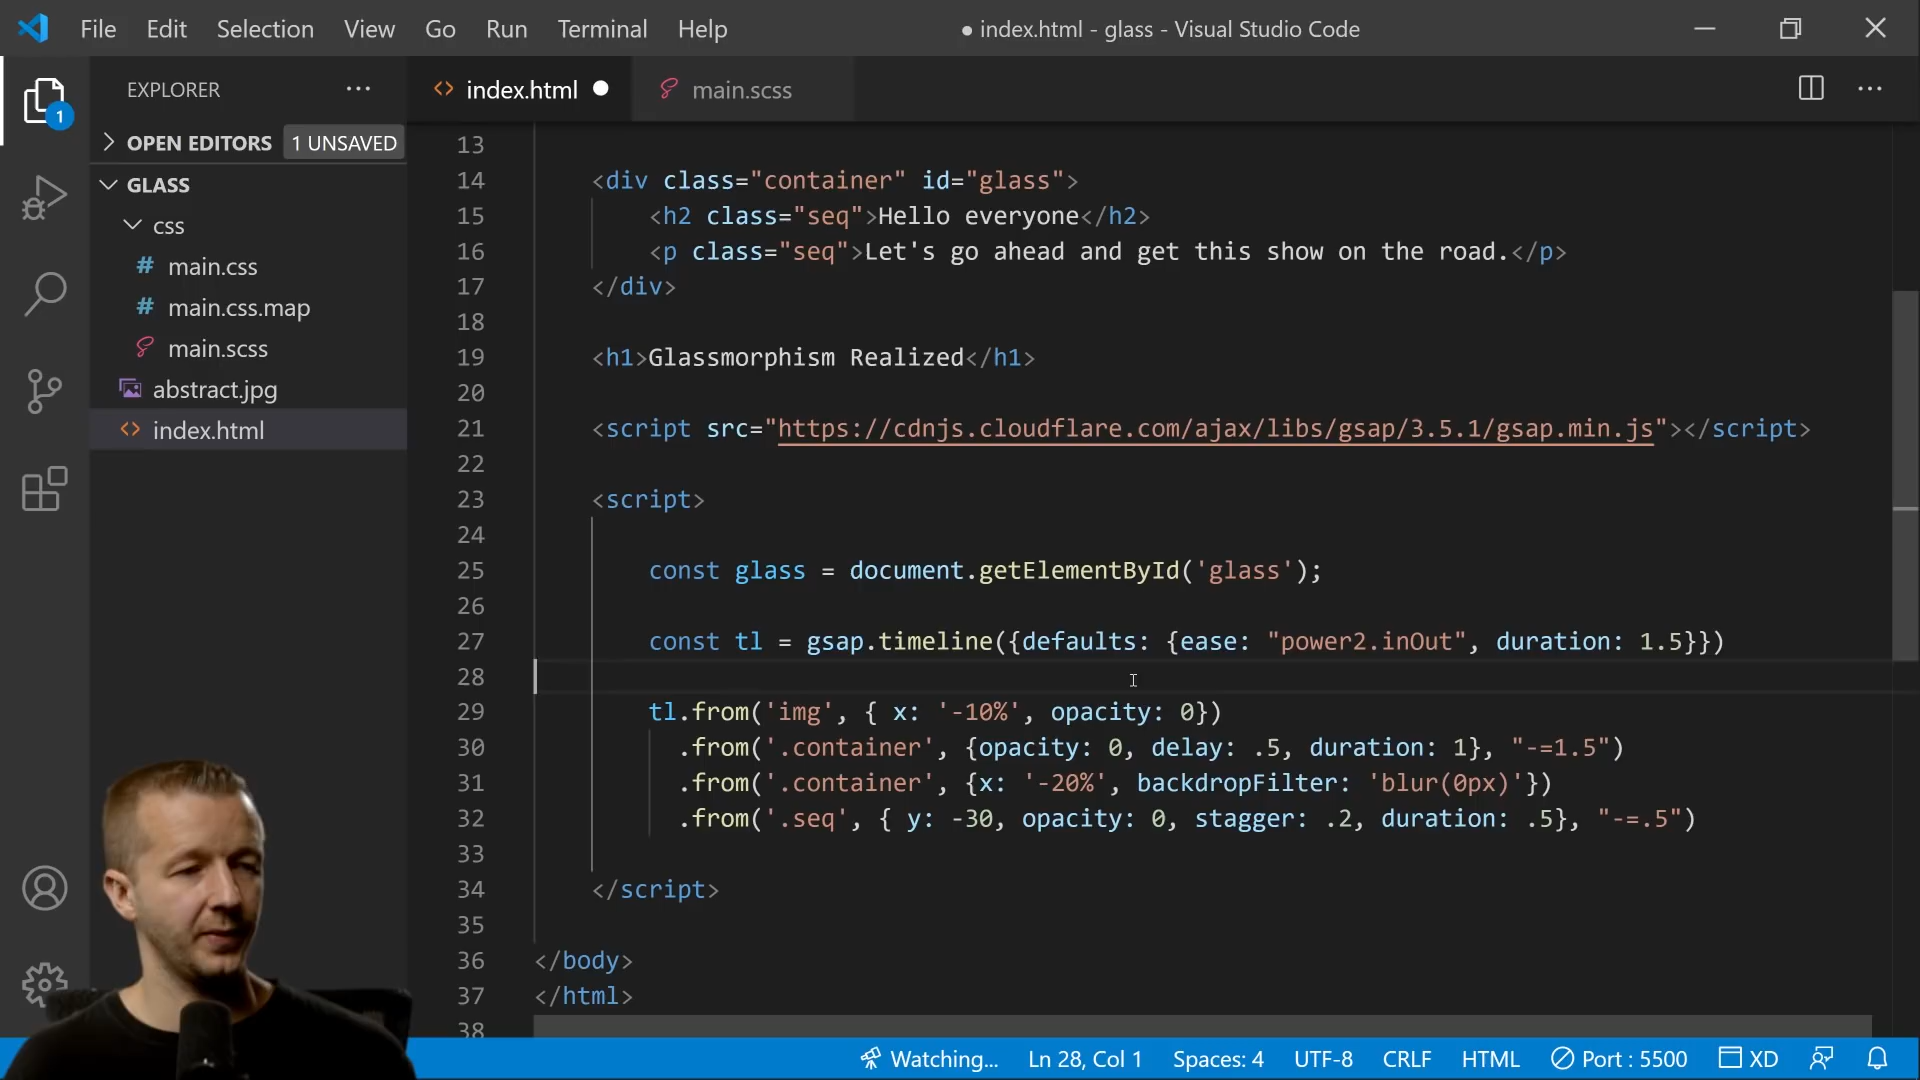 File Edit Selection View Go Run Terminal Help
● index.html - glass - Visual Studio Code
EXPLORER
index.html
main.scss
1
OPEN EDITORS
1 UNSAVED
GLASS
css
main.css
main.css.map
main.scss
abstract.jpg
index.html
13
14 <div class="container" id="glass">
15 <h2 class="seq">Hello everyone</h2>
16 <p class="seq">Let's go ahead and get this show on the road.</p>
17 </div>
18
19 <h1>Glassmorphism Realized</h1>
20
21 <script src="https://cdnjs.cloudflare.com/ajax/libs/gsap/3.5.1/gsap.min.js"></script>
22
23 <script>
24
25 const glass = document.getElementById('glass');
26
27 const tl = gsap.timeline({defaults: {ease: "power2.inOut", duration: 1.5}})
28
29 tl.from('img', { x: '-10%', opacity: 0})
30 .from('.container', {opacity: 0, delay: .5, duration: 1}, "-=1.5")
31 .from('.container', {x: '-20%', backdropFilter: 'blur(0px)'})
32 .from('.seq', { y: -30, opacity: 0, stagger: .2, duration: .5}, "-=.5")
33
34 </script>
35
36 </body>
37 </html>
38
Watching... Ln 28, Col 1 Spaces: 4 UTF-8 CRLF HTML Port : 5500 XD